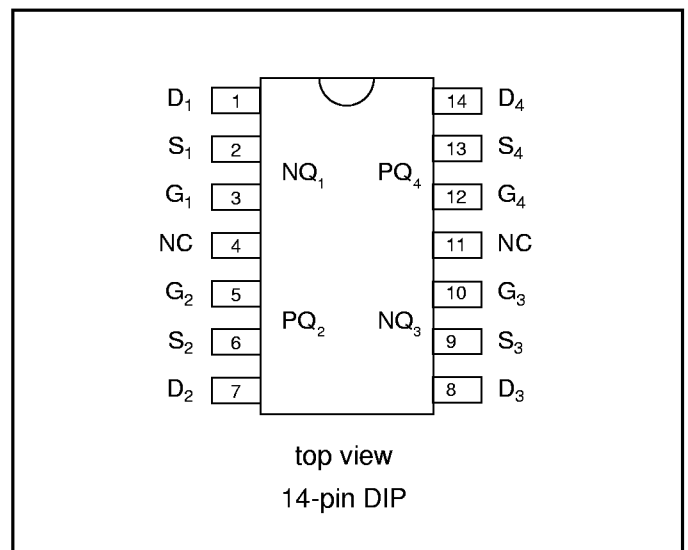 D₁ 1 14 D₄
S₁ 2 13 S₄
NQ₁ PQ₄
G₁ 3 12 G₄
NC 4 11 NC
G₂ 5 10 G₃
PQ₂ NQ₃
S₂ 6 9 S₃
D₂ 7 8 D₃
top view
14-pin DIP